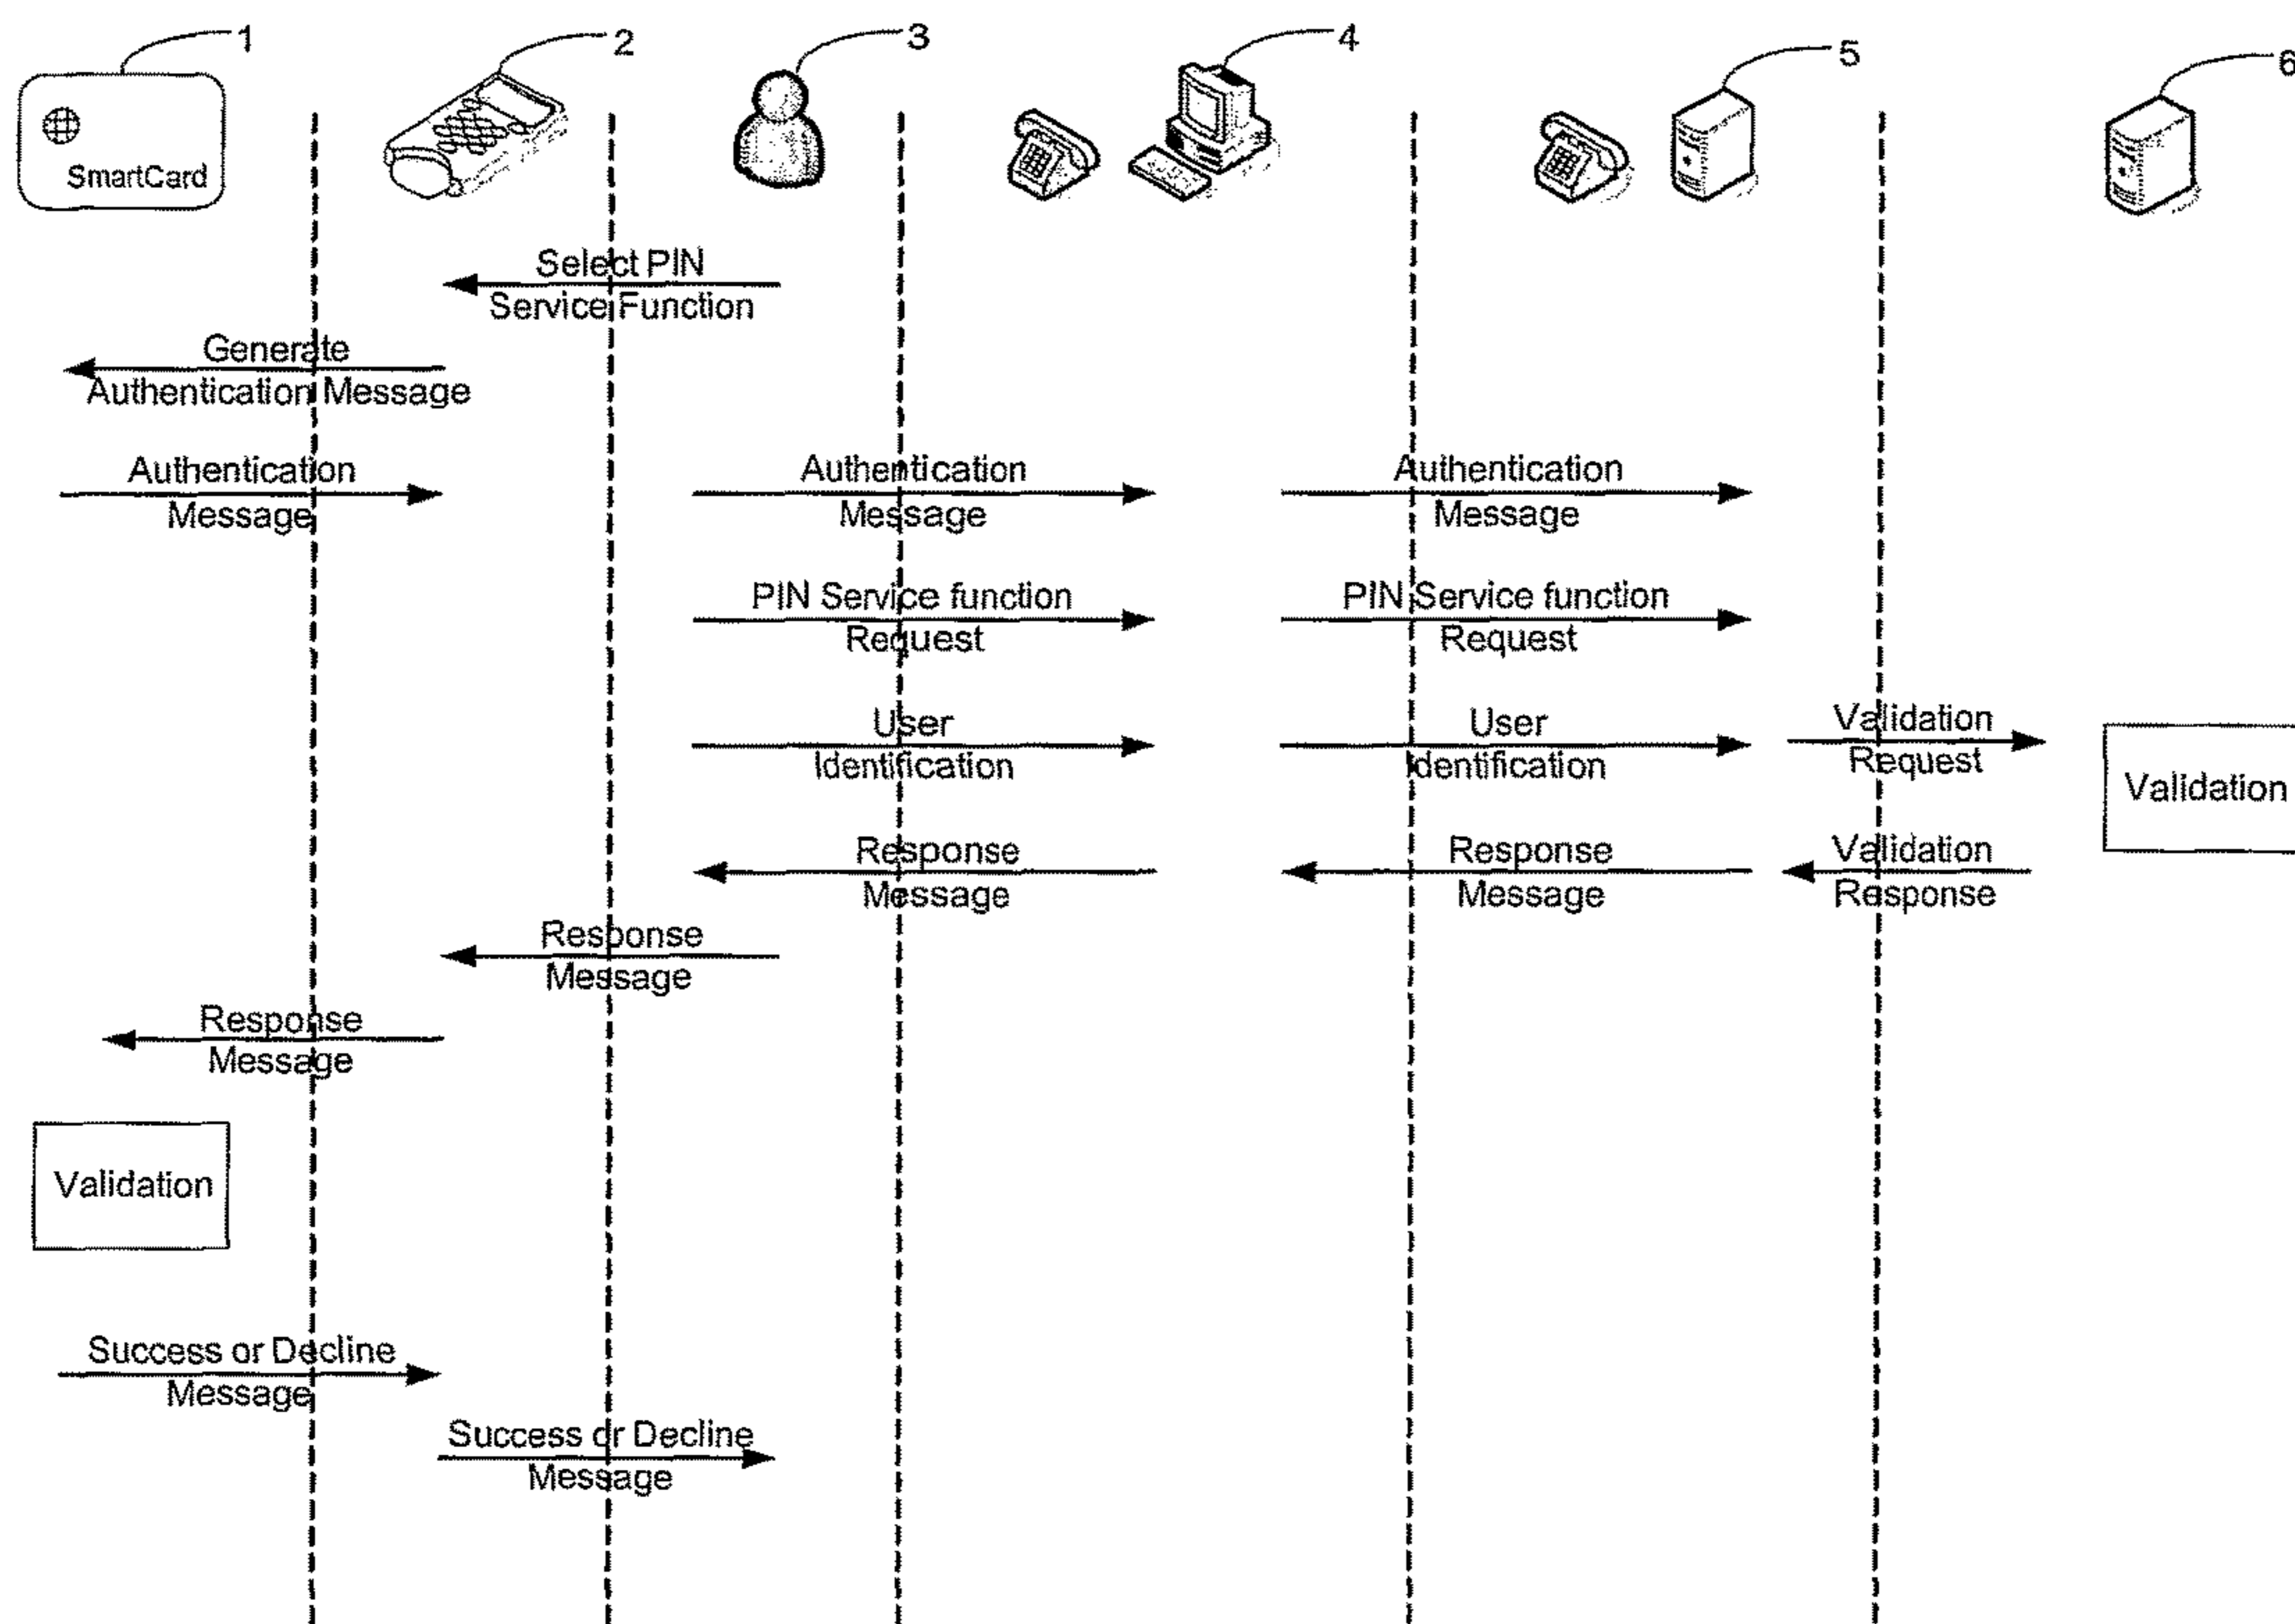 1
2
3
4
5
6
SmartCard
Select PIN
Service Function
Generate
Authentication Message
Authentication
Message
Authentication
Message
Authentication
Message
PIN Service function
Request
PIN Service function
Request
User
Identification
User
Identification
Validation
Request
Validation
Response
Message
Response
Message
Validation
Response
Response
Message
Response
Message
Validation
Success or Decline
Message
Success or Decline
Message